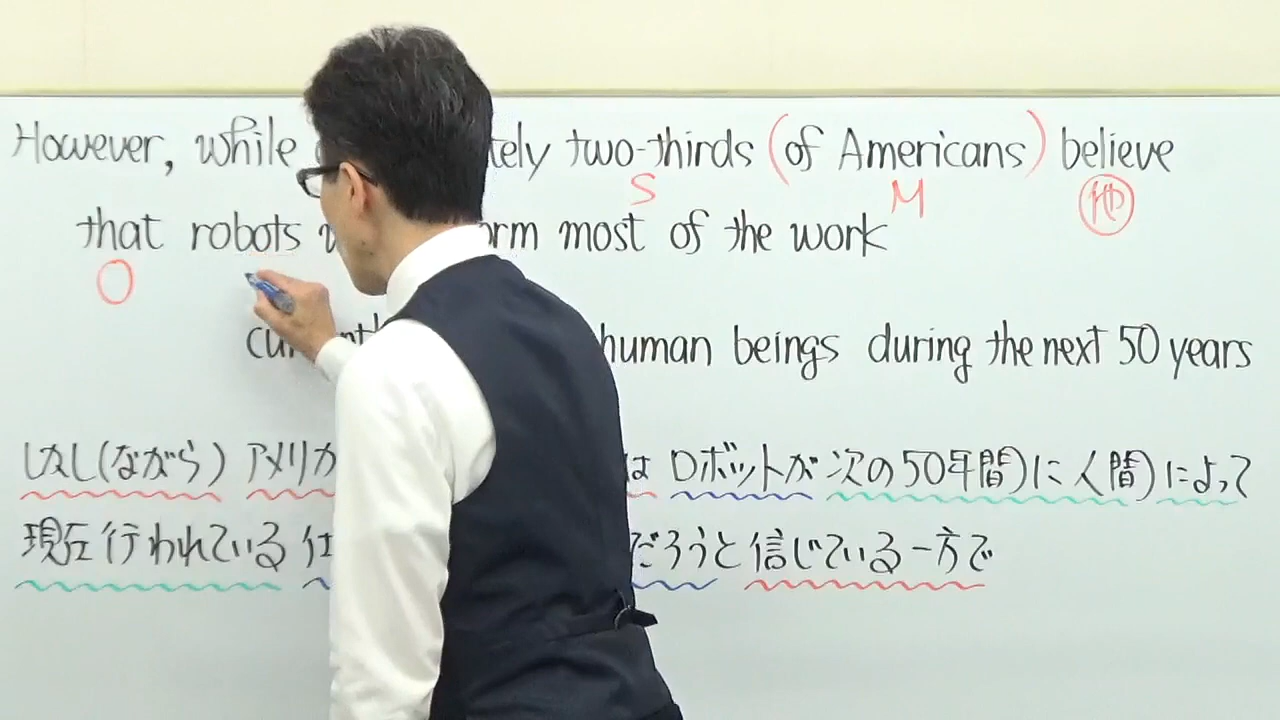 However, while tely two-thirds (of Americans) believe
S M 他
that robots orm most of the work
O
human beings during the next 50 years
しかし(ながら) アメリカ は ロボットが 次の50年間)に 人間)によって
現在 行われている 仕 だろうと 信じている 一方で